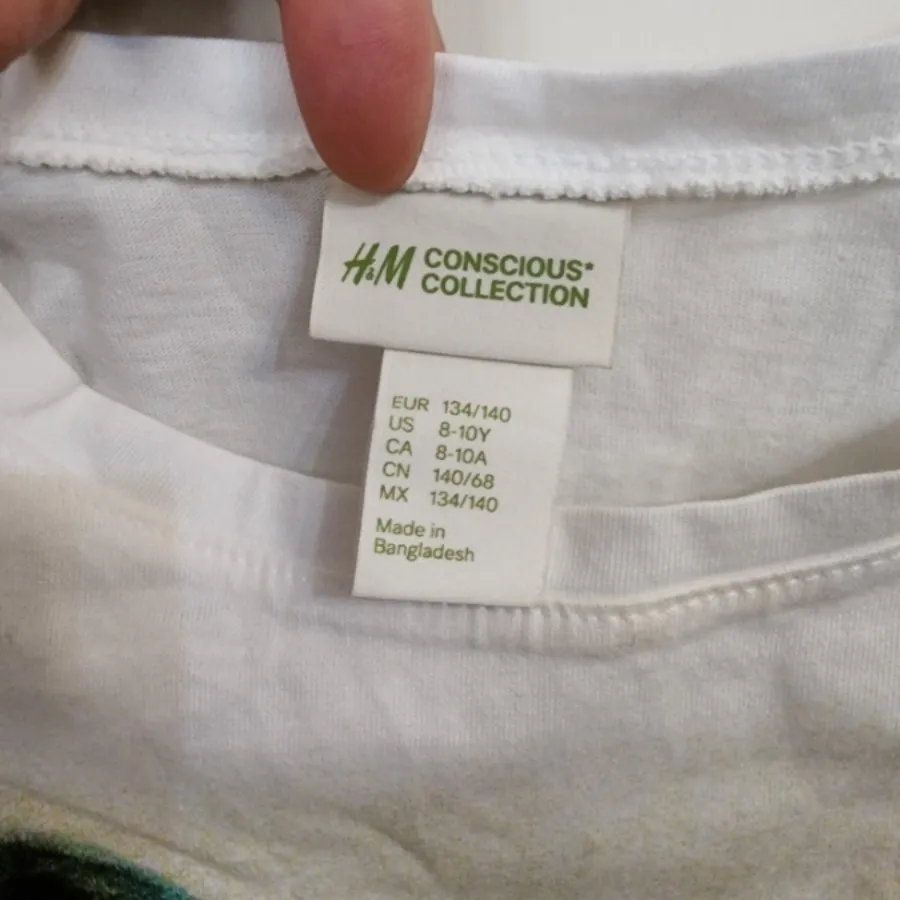 H&M CONSCIOUS*
COLLECTION
EUR 134/140
US 8-10Y
CA 8-10A
CN 140/68
MX 134/140
Made in
Bangladesh